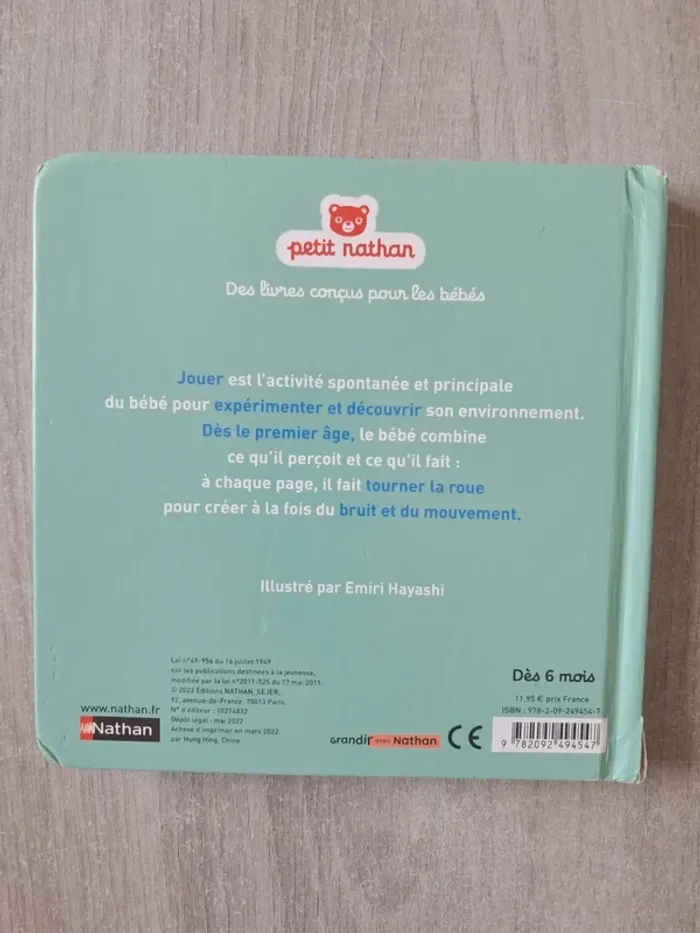 petit nathan
Des livres conçus pour les bébés
Jouer est l'activité spontanée et principale
du bébé pour expérimenter et découvrir son environnement.
Dès le premier âge, le bébé combine
ce qu'il perçoit et ce qu'il fait :
à chaque page, il fait tourner la roue
pour créer à la fois du bruit et du mouvement.
Illustré par Emiri Hayashi
Loi n°49-956 du 16 juillet 1949
sur les publications destinées à la jeunesse,
modifiée par la loi n°2011-525 du 17 mai 2011.
© 2022 Éditions NATHAN, SEJER,
92, avenue de France, 75013 Paris
N° d'éditeur : 10274832
Dépôt légal : mai 2022
Achevé d'imprimer en mars 2022
par Hung Hing, Chine
www.nathan.fr
Nathan
grandir avec Nathan
CE
Dès 6 mois
11,95 € prix France
ISBN : 978-2-09-249454-7
9 782092 494547